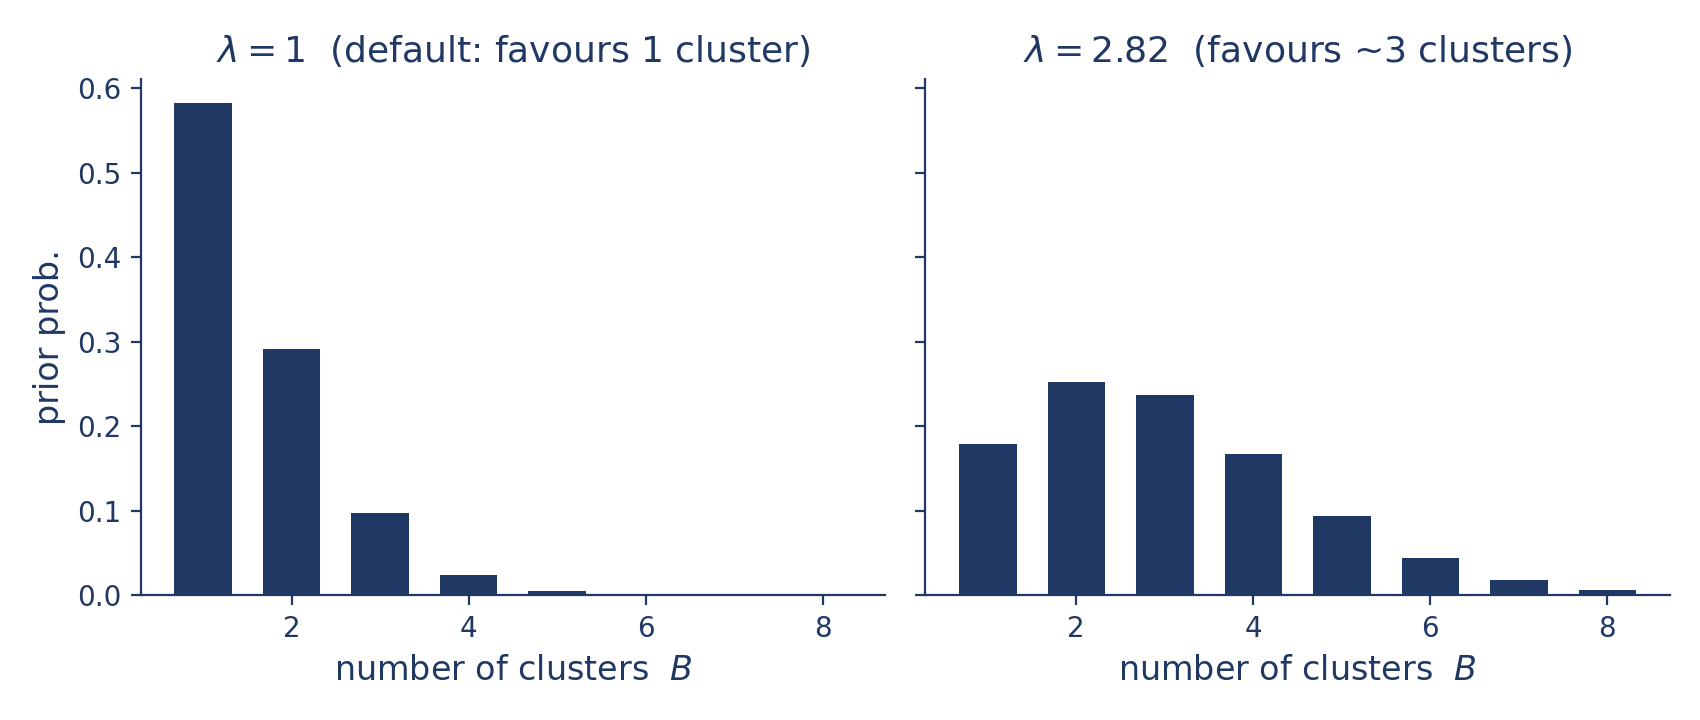 λ = 1 (default: favours 1 cluster)
λ = 2.82 (favours ~3 clusters)
prior prob.
0.6
0.5
0.4
0.3
0.2
0.1
0.0
2 4 6 8
2 4 6 8
number of clusters B
number of clusters B